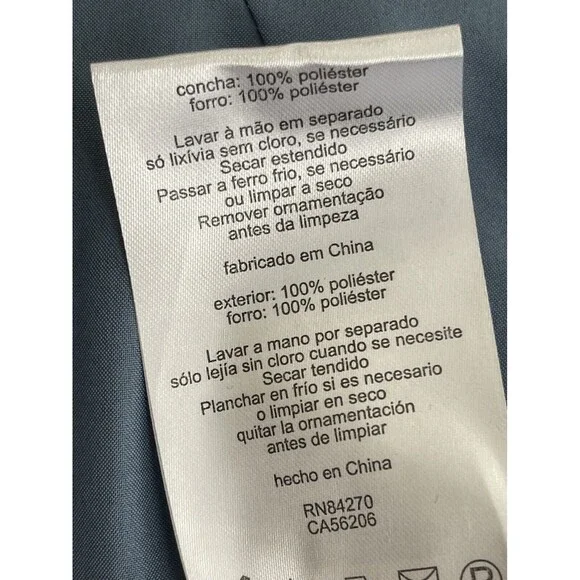 concha: 100% poliéster
forro: 100% poliéster
Lavar à mão em separado
só lixívia sem cloro, se necessário
Secar estendido
Passar a ferro frio, se necessário
ou limpar a seco
Remover ornamentação
antes da limpeza
fabricado em China
exterior: 100% poliéster
forro: 100% poliéster
Lavar a mano por separado
sólo lejía sin cloro cuando se necesite
Secar tendido
Planchar en frío si es necesario
o limpiar en seco
quitar la ornamentación
antes de limpiar
hecho en China
RN84270
CA56206